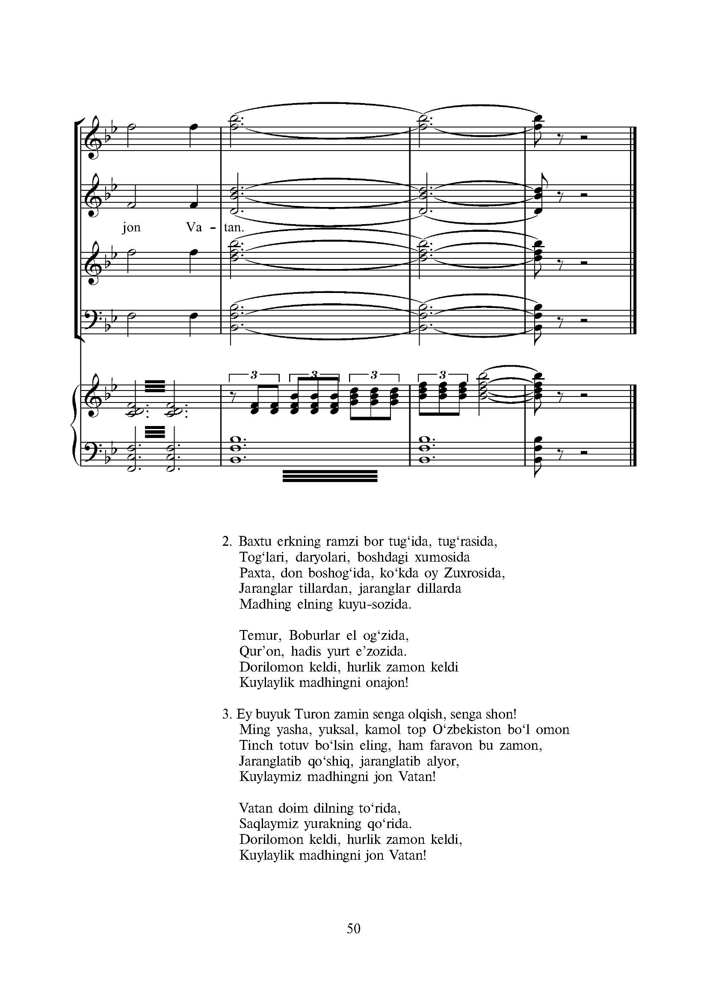 jon Va - tan.
3 3 3 3
2. Baxtu erkning ramzi bor tug‘ida, tug‘rasida,
Tog‘lari, daryolari, boshdagi xumosida
Paxta, don boshog‘ida, ko‘kda oy Zuxrosida,
Jaranglar tillardan, jaranglar dillarda
Madhing elning kuyu-sozida.
Temur, Boburlar el og‘zida,
Qur’on, hadis yurt e’zozida.
Dorilomon keldi, hurlik zamon keldi
Kuylaylik madhingni onajon!
3. Ey buyuk Turon zamin senga olqish, senga shon!
Ming yasha, yuksal, kamol top O‘zbekiston bo‘l omon
Tinch totuv bo‘lsin eling, ham faravon bu zamon,
Jaranglatib qo‘shiq, jaranglatib alyor,
Kuylaymiz madhingni jon Vatan!
Vatan doim dilning to‘rida,
Saqlaymiz yurakning qo‘rida.
Dorilomon keldi, hurlik zamon keldi,
Kuylaylik madhingni jon Vatan!
50